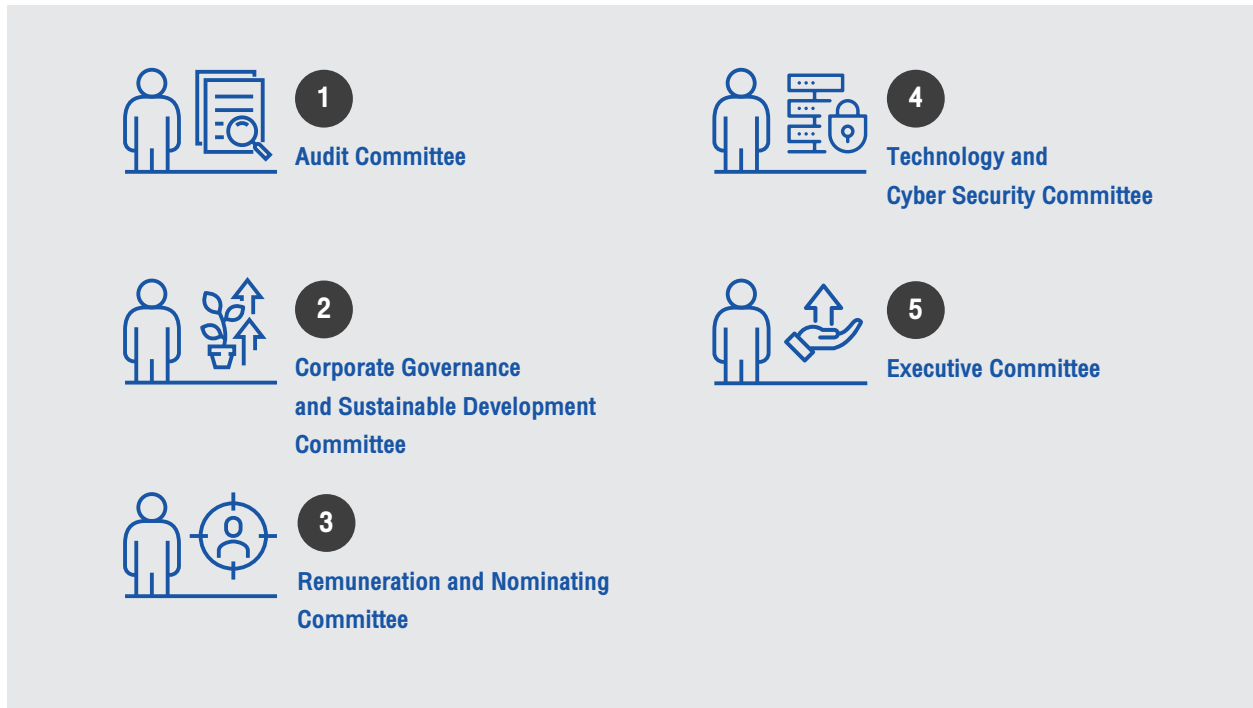 1
Audit Committee
2
Corporate Governance
and Sustainable Development
Committee
3
Remuneration and Nominating
Committee
4
Technology and
Cyber Security Committee
5
Executive Committee